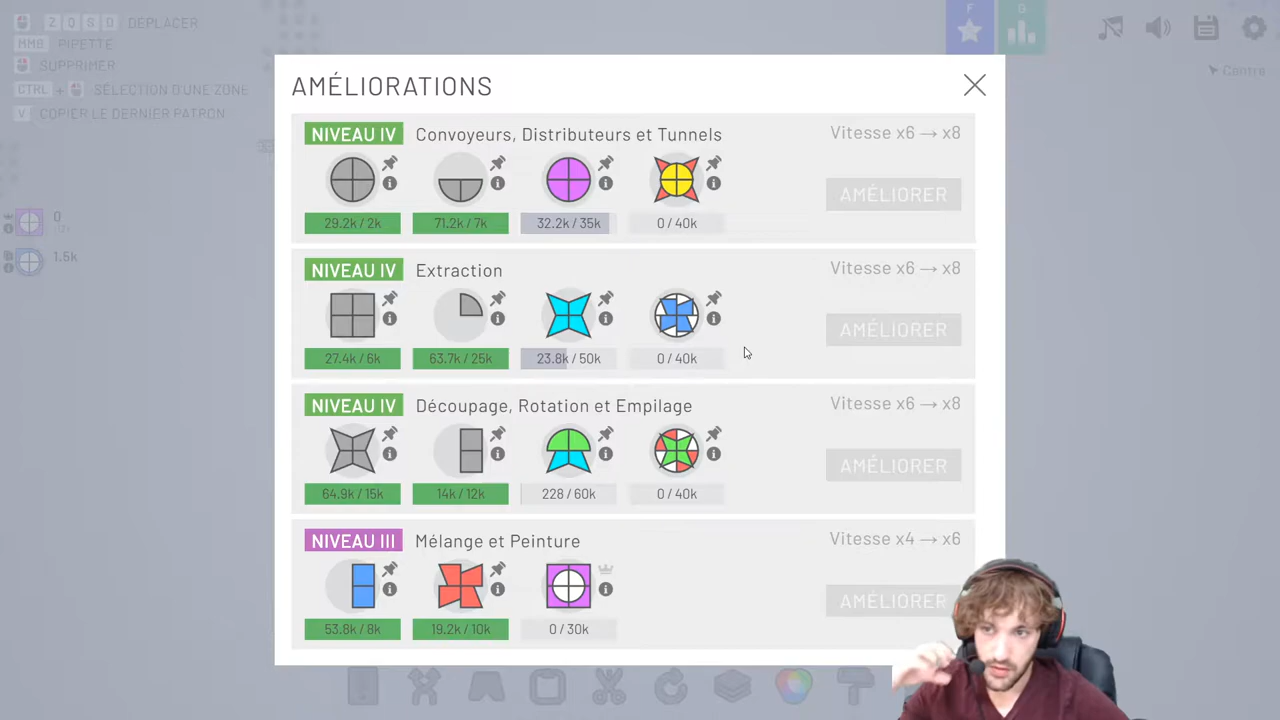 Z Q S D DÉPLACER
MMB PIPETTE
SUPPRIMER
CTRL + SÉLECTION D'UNE ZONE
V COPIER LE DERNIER PATRON
F
G
Centre
0
1.5k
AMÉLIORATIONS
NIVEAU IV Convoyeurs, Distributeurs et Tunnels Vitesse x6 → x8
29.2k / 2k 71.2k / 7k 32.2k / 35k 0 / 40k
AMÉLIORER
NIVEAU IV Extraction Vitesse x6 → x8
27.4k / 6k 63.7k / 25k 23.8k / 50k 0 / 40k
AMÉLIORER
NIVEAU IV Découpage, Rotation et Empilage Vitesse x6 → x8
64.9k / 15k 14k / 12k 228 / 60k 0 / 40k
AMÉLIORER
NIVEAU III Mélange et Peinture Vitesse x4 → x6
53.8k / 8k 19.2k / 10k 0 / 30k
AMÉLIORER